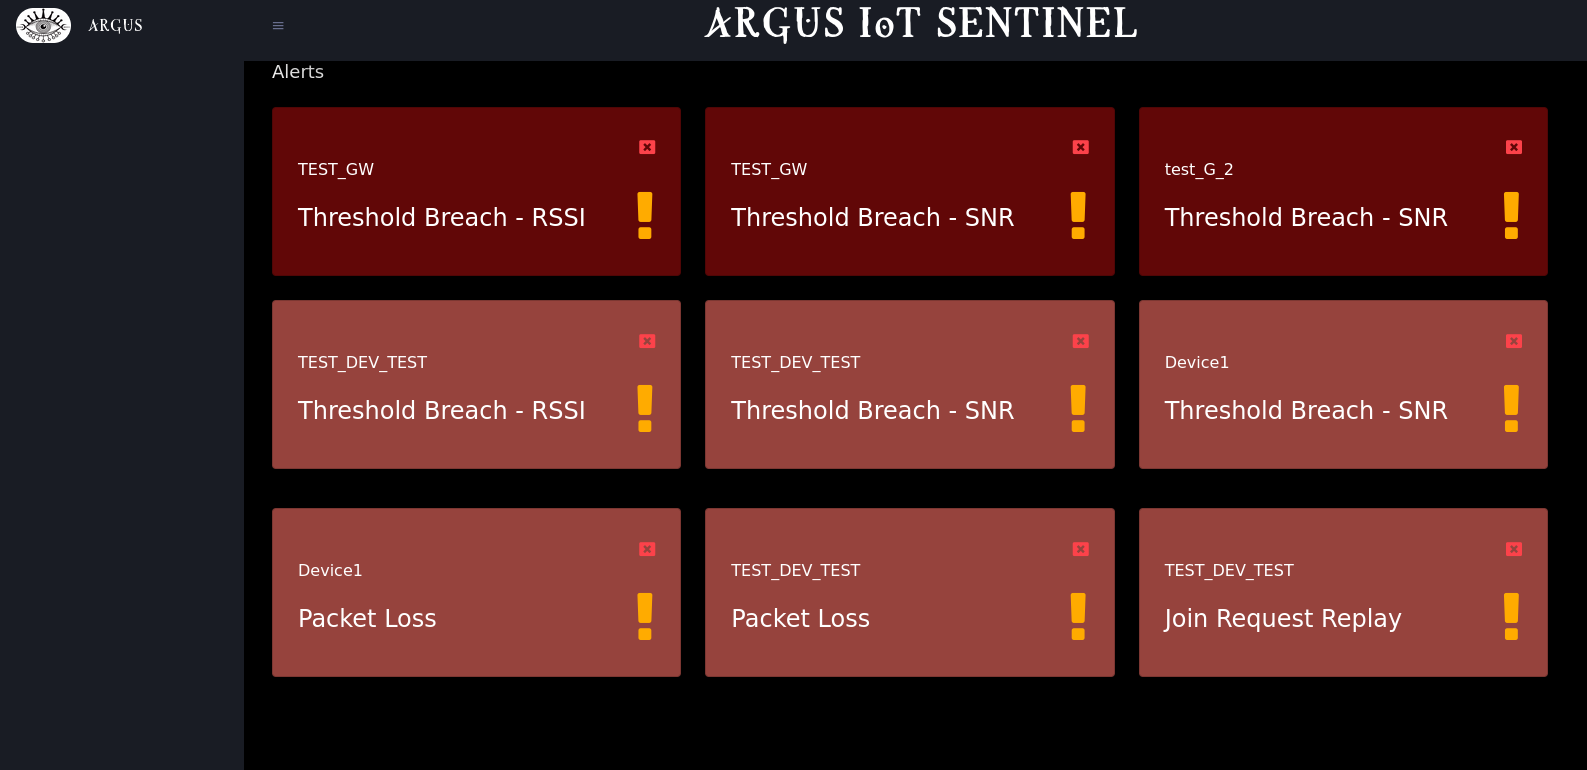 ARGUS
ARGUS IoT SENTINEL
Alerts
TEST_GW
Threshold Breach - RSSI
TEST_GW
Threshold Breach - SNR
test_G_2
Threshold Breach - SNR
TEST_DEV_TEST
Threshold Breach - RSSI
TEST_DEV_TEST
Threshold Breach - SNR
Device1
Threshold Breach - SNR
Device1
Packet Loss
TEST_DEV_TEST
Packet Loss
TEST_DEV_TEST
Join Request Replay